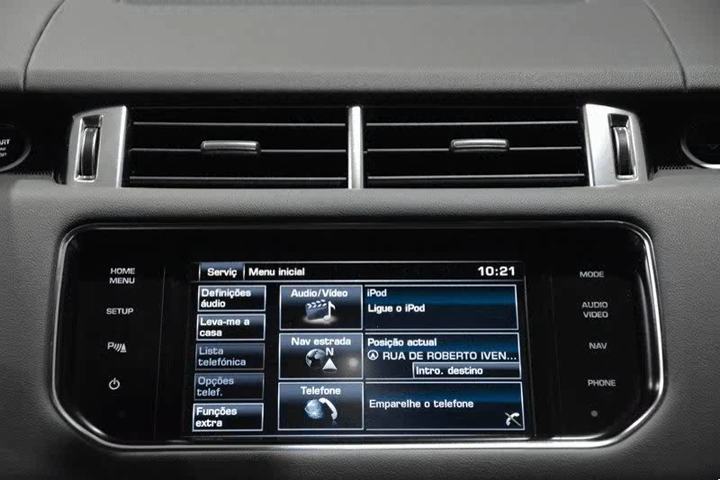 START
HOME
MENU
SETUP
P
Serviç
Menu inicial
10:21
Definições
áudio
Leva-me a
casa
Lista
telefónica
Opções
telef.
Funções
extra
Audio/Vídeo
Nav estrada
N
Telefone
iPod
Ligue o iPod
Posição actual
RUA DE ROBERTO IVEN...
Intro. destino
Emparelhe o telefone
MODE
AUDIO
VIDEO
NAV
PHONE